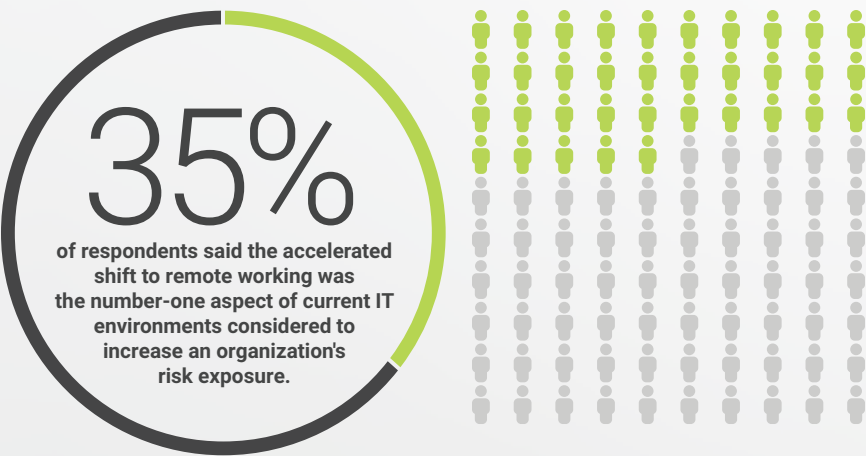 35%
of respondents said the accelerated
shift to remote working was
the number-one aspect of current IT
environments considered to
increase an organization's
risk exposure.